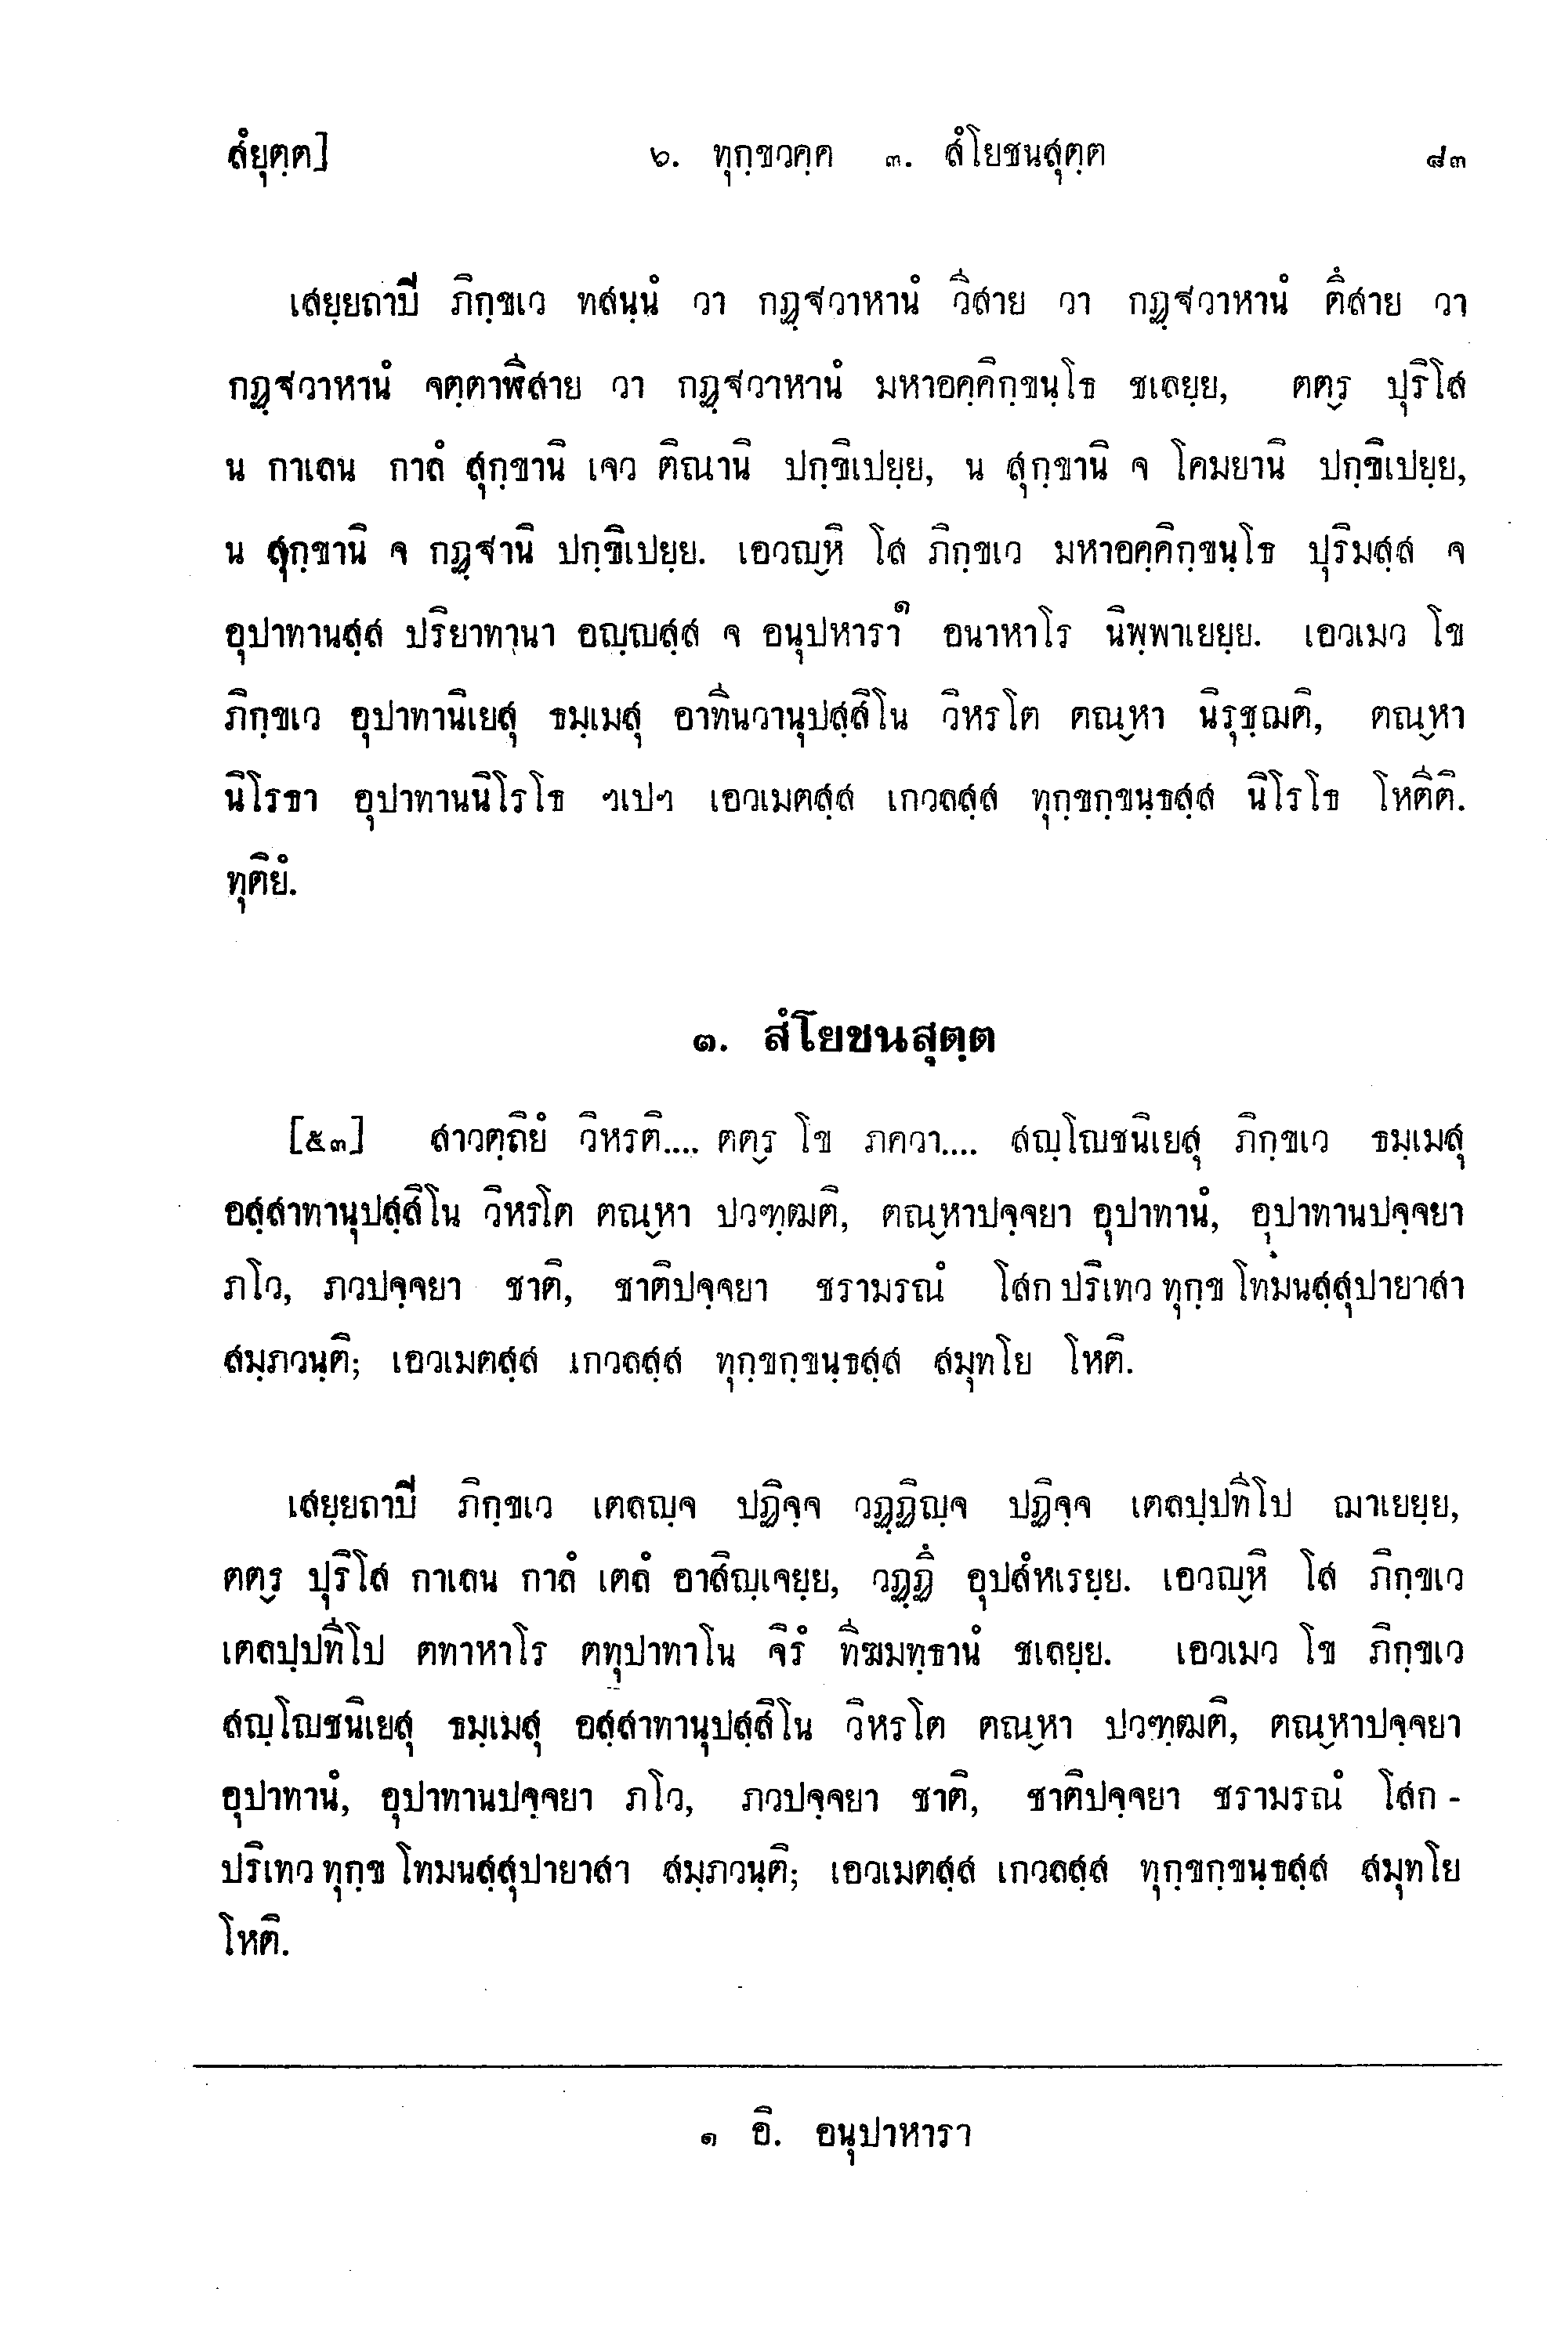 สํยุตฺต] ๖. ทุกฺขวคฺค ๓. สํโยชนสุตฺต ๘๓
เสยฺยถาปี ภิกฺขเว ทสนฺนํ วา กฏฺฐวาหานํ วีสาย วา กฏฺฐวาหานํ ตึสาย วา
กฏฺฐวาหานํ จตฺตาฬีสาย วา กฏฺฐวาหานํ มหาอคฺคิกฺขนฺโธ ชเลยฺย, ตตฺร ปุริโส
น กาเลน กาลํ สุกฺขานิ เจว ติณานิ ปกฺขิเปยฺย, น สุกฺขานิ จ โคมยานิ ปกฺขิเปยฺย,
น สุกฺขานิ จ กฏฺฐานิ ปกฺขิเปยฺย. เอวญฺหิ โส ภิกฺขเว มหาอคฺคิกฺขนฺโธ ปุริมสฺส จ
อุปาทานสฺส ปริยาทานา อญฺญสฺส จ อนุปหารา๑ อนาหาโร นิพฺพาเยยฺย. เอวเมว โข
ภิกฺขเว อุปาทานิเยสุ ธมฺเมสุ อาทีนวานุปสฺสิโน วิหรโต ตณฺหา นิรุชฺฌติ, ตณฺหา
นิโรธา อุปาทานนิโรโธ ฯเปฯ เอวเมตสฺส เกวลสฺส ทุกฺขกฺขนฺธสฺส นิโรโธ โหตีติ.
ทุติยํ.
๓. สํโยชนสุตฺต
[๕๓] สาวตฺถิยํ วิหรติ.... ตตฺร โข ภควา.... สญฺโญชนิเยสุ ภิกฺขเว ธมฺเมสุ
อสฺสาทานุปสฺสิโน วิหรโต ตณฺหา ปวฑฺฒติ, ตณฺหาปจฺจยา อุปาทานํ, อุปาทานปจฺจยา
ภโว, ภวปจฺจยา ชาติ, ชาติปจฺจยา ชรามรณํ โสก ปริเทว ทุกฺข โทมนสฺสุปายาสา
สมฺภวนฺติ; เอวเมตสฺส เกวลสฺส ทุกฺขกฺขนฺธสฺส สมุทโย โหติ.
เสยฺยถาปี ภิกฺขเว เตลญฺจ ปฏิจฺจ วฏฺฏิญฺจ ปฏิจฺจ เตลปฺปทีโป ฌาเยยฺย,
ตตฺร ปุริโส กาเลน กาลํ เตลํ อาสิญฺเจยฺย, วฏฺฏึ อุปสํหเรยฺย. เอวญฺหิ โส ภิกฺขเว
เตลปฺปทีโป ตทาหาโร ตทุปาทาโน จิรํ ทีฆมทฺธานํ ชเลยฺย. เอวเมว โข ภิกฺขเว
สญฺโญชนิเยสุ ธมฺเมสุ อสฺสาทานุปสฺสิโน วิหรโต ตณฺหา ปวฑฺฒติ, ตณฺหาปจฺจยา
อุปาทานํ, อุปาทานปจฺจยา ภโว, ภวปจฺจยา ชาติ, ชาติปจฺจยา ชรามรณํ โสก -
ปริเทว ทุกฺข โทมนสฺสุปายาสา สมฺภวนฺติ; เอวเมตสฺส เกวลสฺส ทุกฺขกฺขนฺธสฺส สมุทโย
โหติ.
๑ อิ. อนุปาหารา